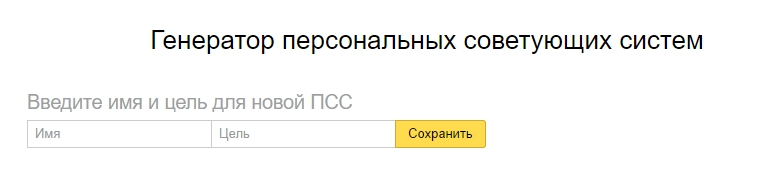 Генератор персональных советующих систем
Введите имя и цель для новой ПСС
Имя Цель Сохранить